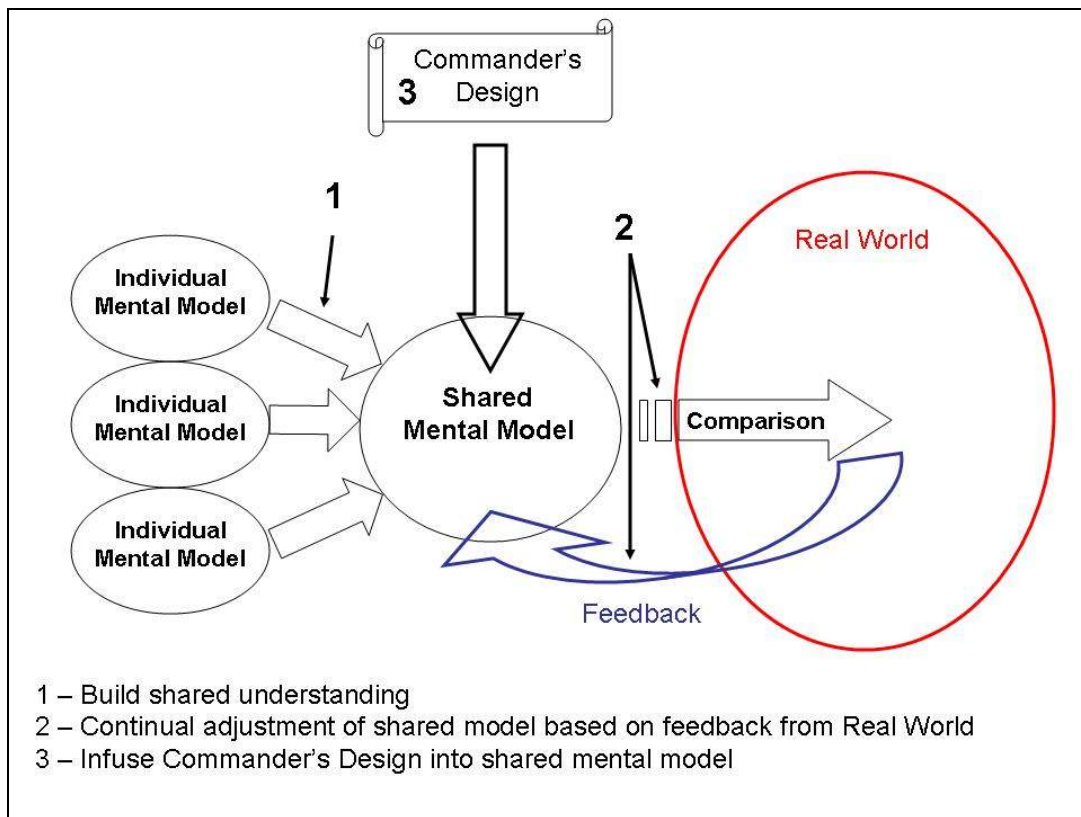 Commander's
3 Design
1
2
Real World
Individual
Mental Model
Individual
Mental Model
Individual
Mental Model
Shared
Mental Model
Comparison
Feedback
1 – Build shared understanding
2 – Continual adjustment of shared model based on feedback from Real World
3 – Infuse Commander's Design into shared mental model